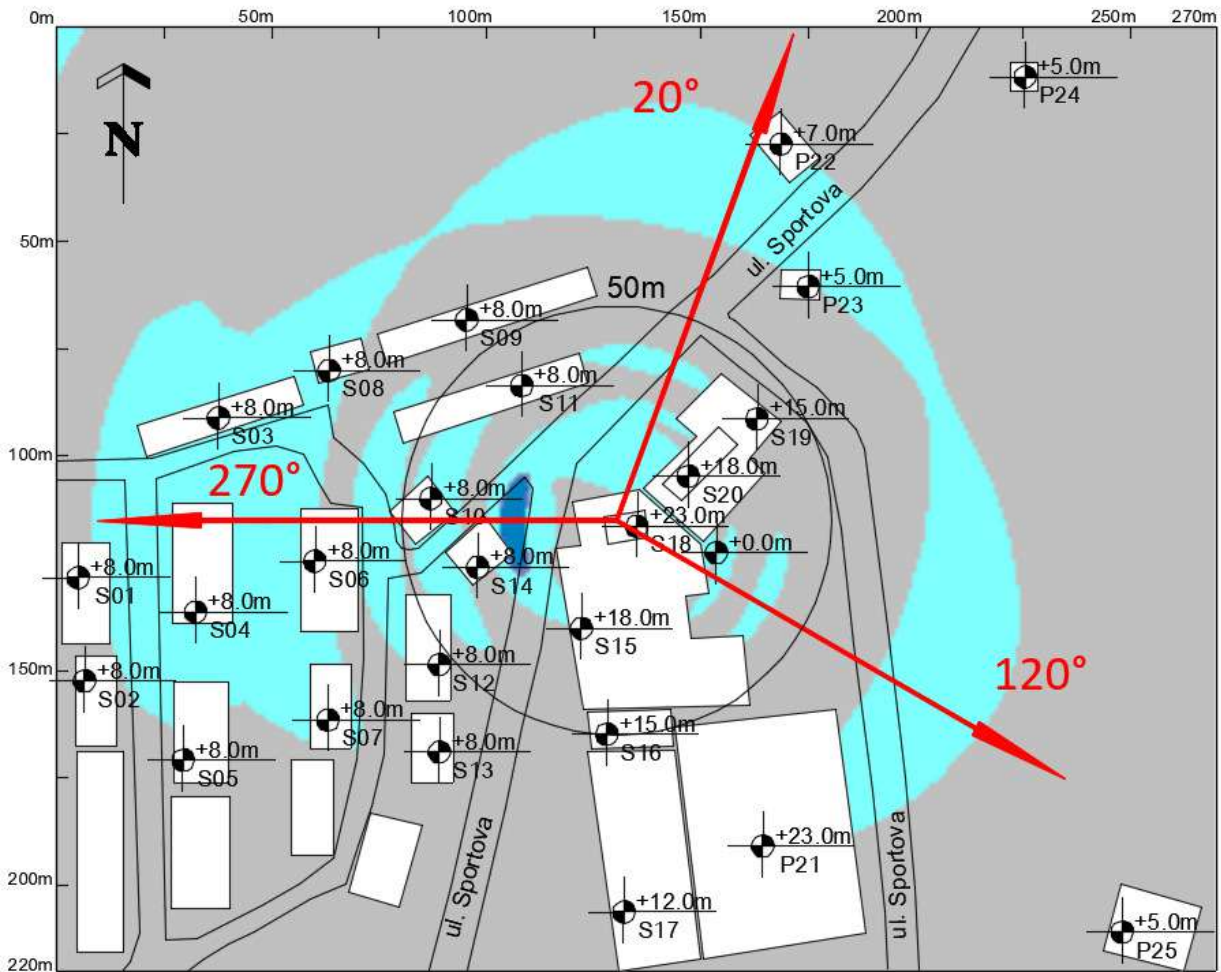 0m 50m 100m 150m 200m 250m 270m
+5.0m
P24
20°
N
+7.0m
P22
ul. Sportova
50m
+5.0m
P23
50m
+8.0m
S09
+8.0m
S08
+8.0m
S11
+8.0m
S03
+15.0m
S19
100m
270°
+18.0m
S20
+8.0m
S10
+23.0m
S18
+0.0m
+8.0m
S06
+8.0m
S14
+8.0m
S01
+8.0m
S04
+18.0m
S15
150m
+8.0m
S02
+8.0m
S12
120°
+8.0m
S07
+15.0m
S16
+8.0m
S05
+8.0m
S13
ul. Sportova
+23.0m
P21
ul. Sportova
200m
+12.0m
S17
+5.0m
P25
220m